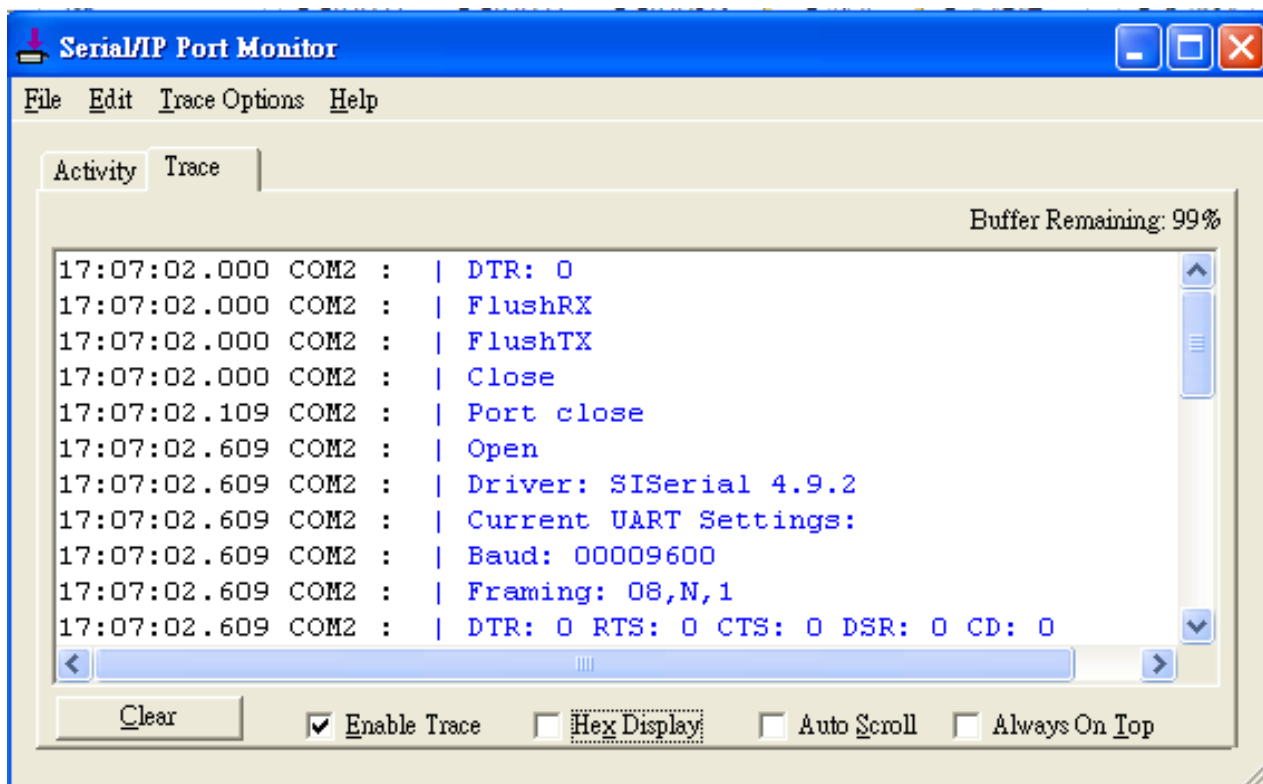 Serial/IP Port Monitor
File Edit Trace Options Help
Activity Trace
Buffer Remaining: 99%
17:07:02.000 COM2 : | DTR: 0
17:07:02.000 COM2 : | FlushRX
17:07:02.000 COM2 : | FlushTX
17:07:02.000 COM2 : | Close
17:07:02.109 COM2 : | Port close
17:07:02.609 COM2 : | Open
17:07:02.609 COM2 : | Driver: SISerial 4.9.2
17:07:02.609 COM2 : | Current UART Settings:
17:07:02.609 COM2 : | Baud: 00009600
17:07:02.609 COM2 : | Framing: 08,N,1
17:07:02.609 COM2 : | DTR: 0 RTS: 0 CTS: 0 DSR: 0 CD: 0
Clear Enable Trace Hex Display Auto Scroll Always On Top